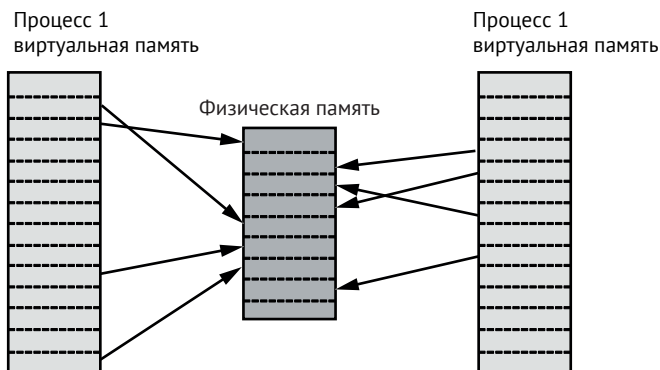 Процесс 1
виртуальная память
Процесс 1
виртуальная память
Физическая память